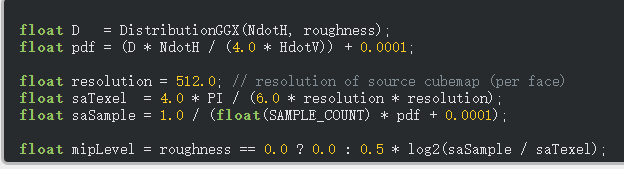 float D   = DistributionGGX(NdotH, roughness);
float pdf = (D * NdotH / (4.0 * HdotV)) + 0.0001;
float resolution = 512.0; // resolution of source cubemap (per face)
float saTexel  = 4.0 * PI / (6.0 * resolution * resolution);
float saSample = 1.0 / (float(SAMPLE_COUNT) * pdf + 0.0001);
float mipLevel = roughness == 0.0 ? 0.0 : 0.5 * log2(saSample / saTexel);